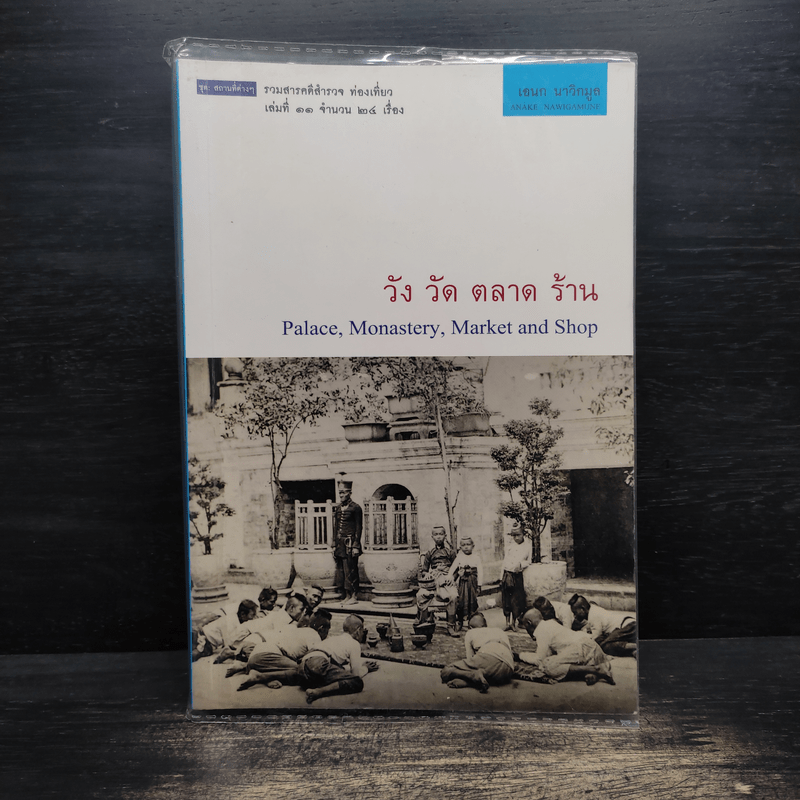 ชุด: สถานที่ต่างๆ
รวมสารคดีสำรวจ ท่องเที่ยว
เล่มที่ ๑๑ จำนวน ๒๔ เรื่อง
เอนก นาวิกมูล
ANAKE NAWIGAMUNE
วัง วัด ตลาด ร้าน
Palace, Monastery, Market and Shop